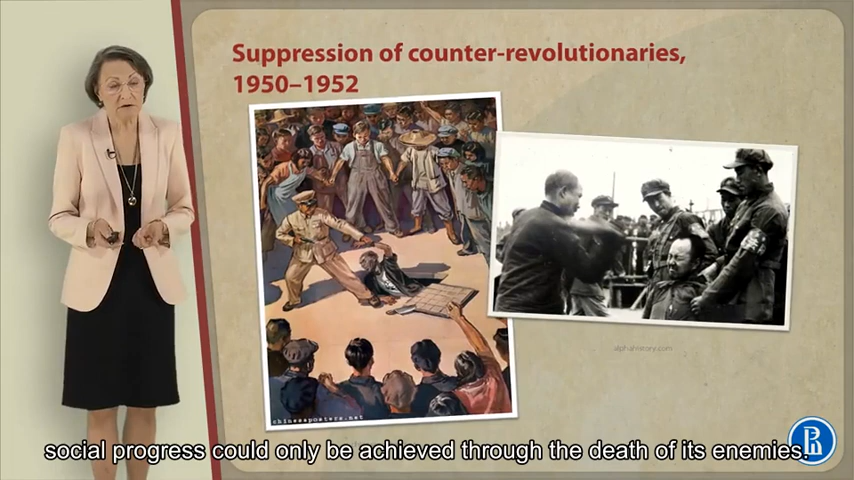 Suppression of counter-revolutionaries,
1950–1952
alphahistory.com
chineseposters.net
social progress could only be achieved through the death of its enemies.